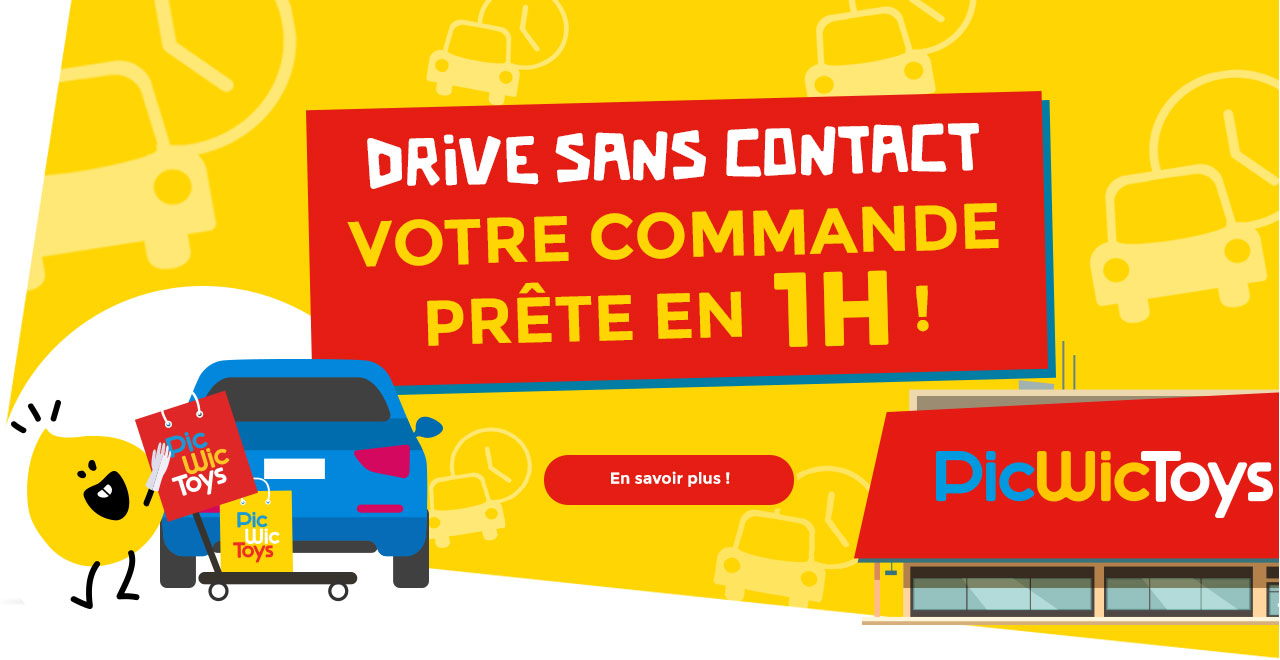 DRiVE SANS CONTACT
VOTRE COMMANDE
PRÊTE EN 1H !
En savoir plus !
PicWicToys
Pic
Wic
Toys
Pic
Wic
Toys